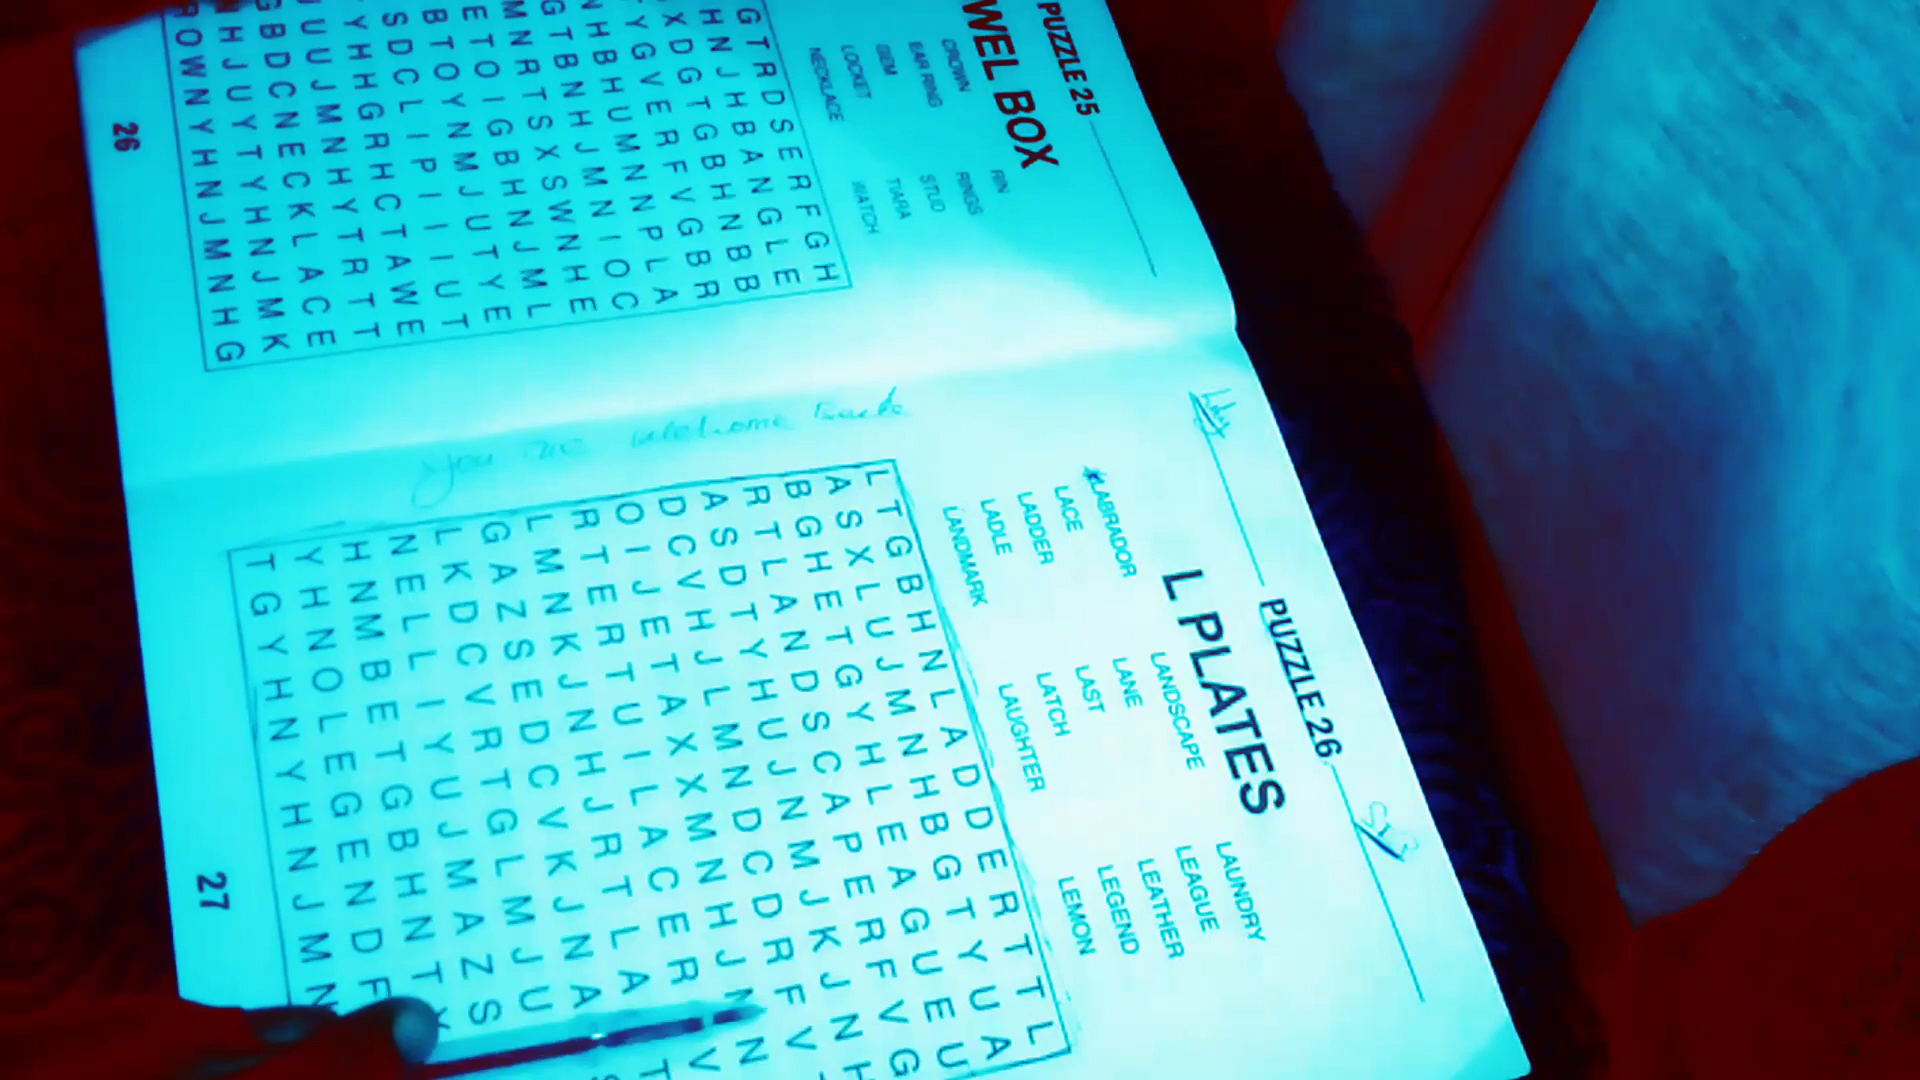 PUZZLE 25
WEL BOX
CROWN RIN
EAR RING RINGS
GEM STUD
LOCKET TIARA
NECKLACE WATCH
G T R D S E R F G H
H N J H B A N G L E
X D G T G B H N B B
Y G V E R F V G B R
H B H U M N N P L A
G T B N H J M N I O C
M N R T S X S W N H E
E T O I G B H N J M L
B T O Y N M J U T Y E
S D C L I P I I I U T
Y H H G R H C T A W E
U U J M N H Y T R T T
B D C N E C K L A C E
H J U Y T Y H N J M K
R O W N Y H N J M N H G
26
PUZZLE 26
L PLATES
LABRADOR LANDSCAPE LAUNDRY
LACE LANE LEAGUE
LADDER LAST LEATHER
LADLE LATCH LEGEND
LANDMARK LAUGHTER LEMON
You are welcome back
L T G B H N L A D D E R T T L
A S X L U J M N H B G T Y U A
B G H E T G Y H L E A G U E U
R T L A N D S C A P E R F V G
A S D T Y H U J N M J K J N H
D C V H J L M N D C D R F V
O I J E T A X X M N H J N N
R T E R T U I L A C E R V
L M N K J N H J R T L A T
G A Z S E D C V K J N A
L K D C V R T G L M J U
N E L L I Y U J M A Z S
H N M B E T G B H N T Y
Y H N O L E G E N D F
T G Y H N Y H N J M N
27